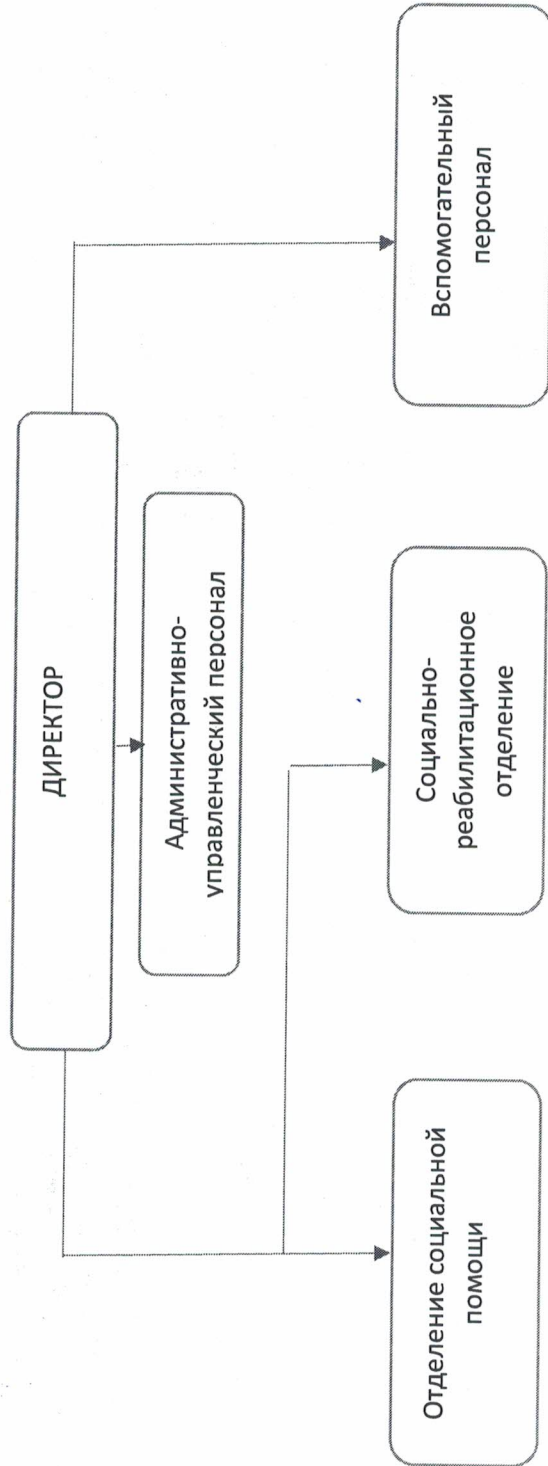 ДИРЕКТОР
Административно-
управленческий персонал
Отделение социальной
помощи
Социально-
реабилитационное
отделение
Вспомогательный
персонал